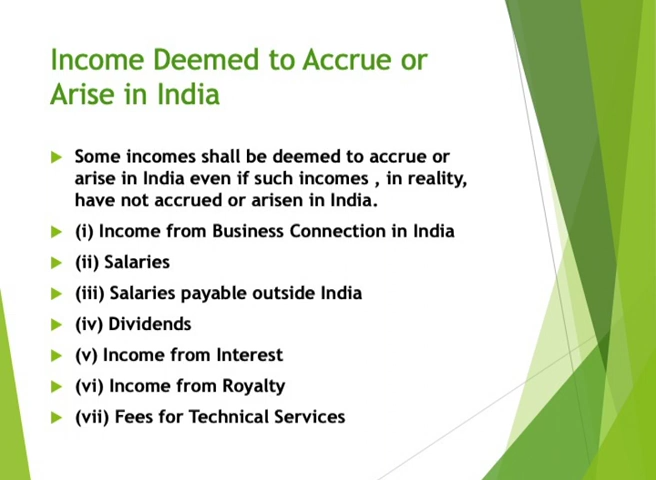 Income Deemed to Accrue or
Arise in India
Some incomes shall be deemed to accrue or
arise in India even if such incomes , in reality,
have not accrued or arisen in India.
(i) Income from Business Connection in India
(ii) Salaries
(iii) Salaries payable outside India
(iv) Dividends
(v) Income from Interest
(vi) Income from Royalty
(vii) Fees for Technical Services